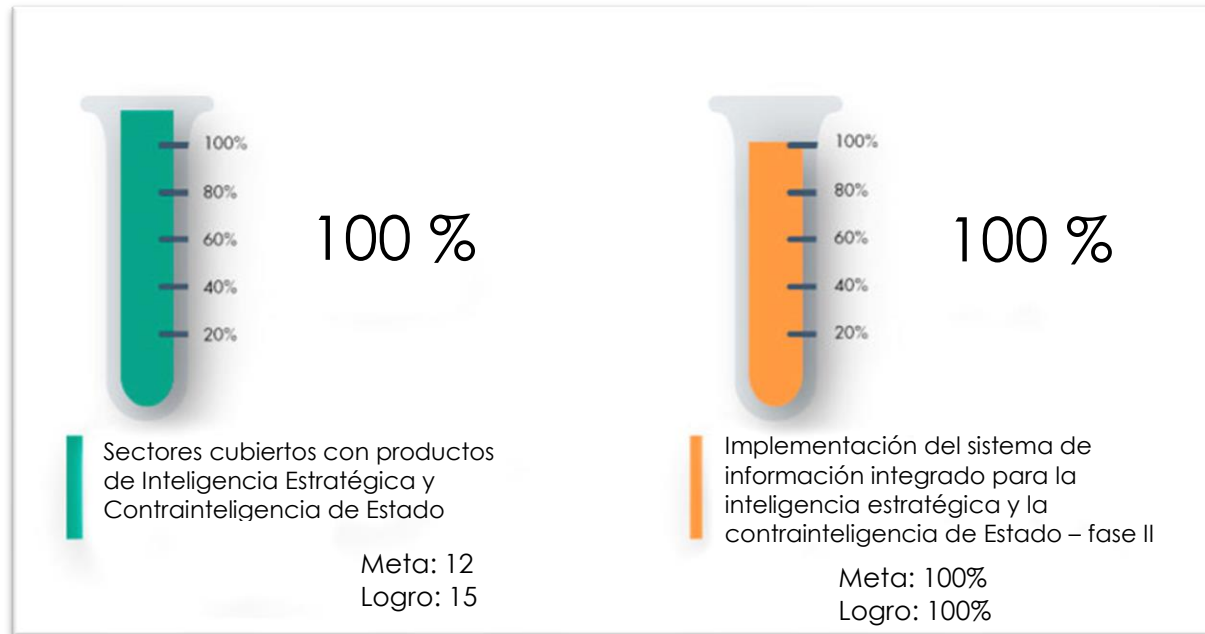 100%
80%
60%
40%
20%
100 %
Sectores cubiertos con productos
de Inteligencia Estratégica y
Contrainteligencia de Estado
Meta: 12
Logro: 15
100%
80%
60%
40%
20%
100 %
Implementación del sistema de
información integrado para la
inteligencia estratégica y la
contrainteligencia de Estado – fase II
Meta: 100%
Logro: 100%